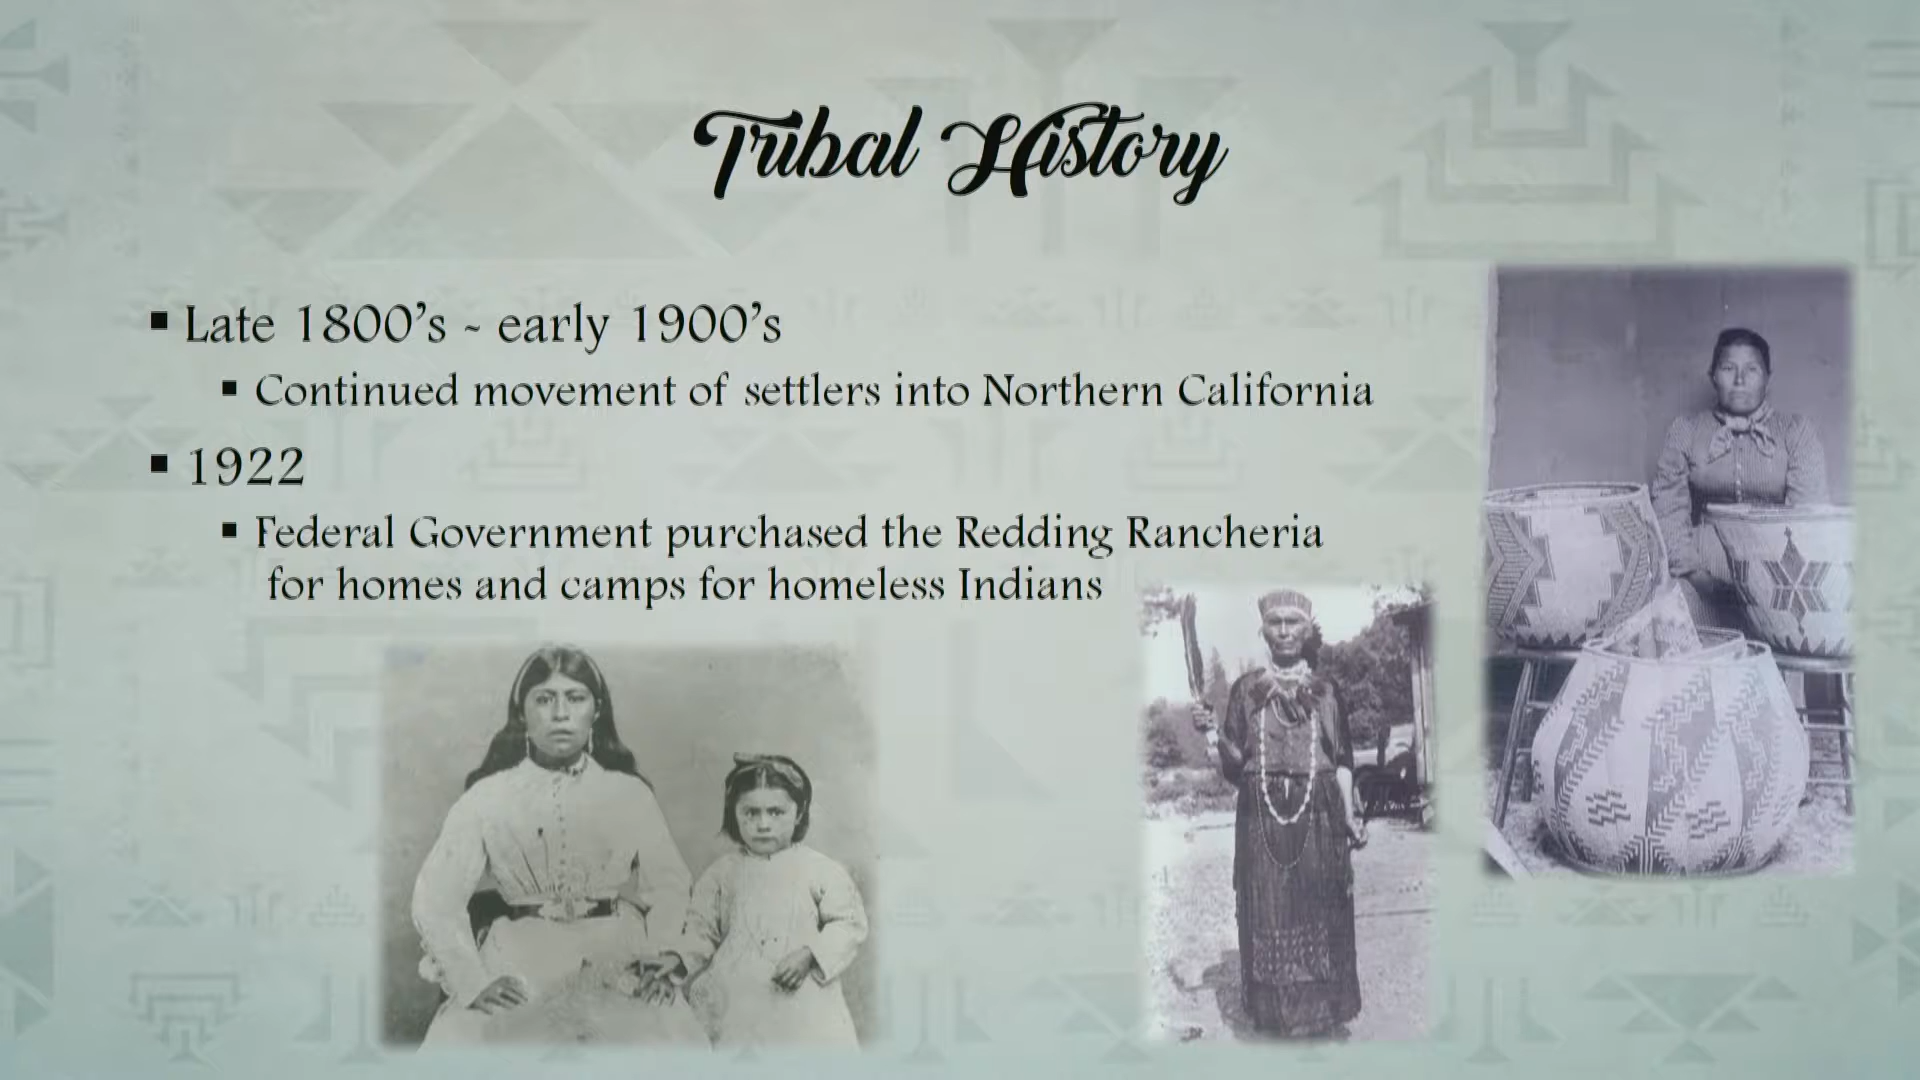 Tribal History
▪ Late 1800's ~ early 1900's
▪ Continued movement of settlers into Northern California
▪ 1922
▪ Federal Government purchased the Redding Rancheria
for homes and camps for homeless Indians